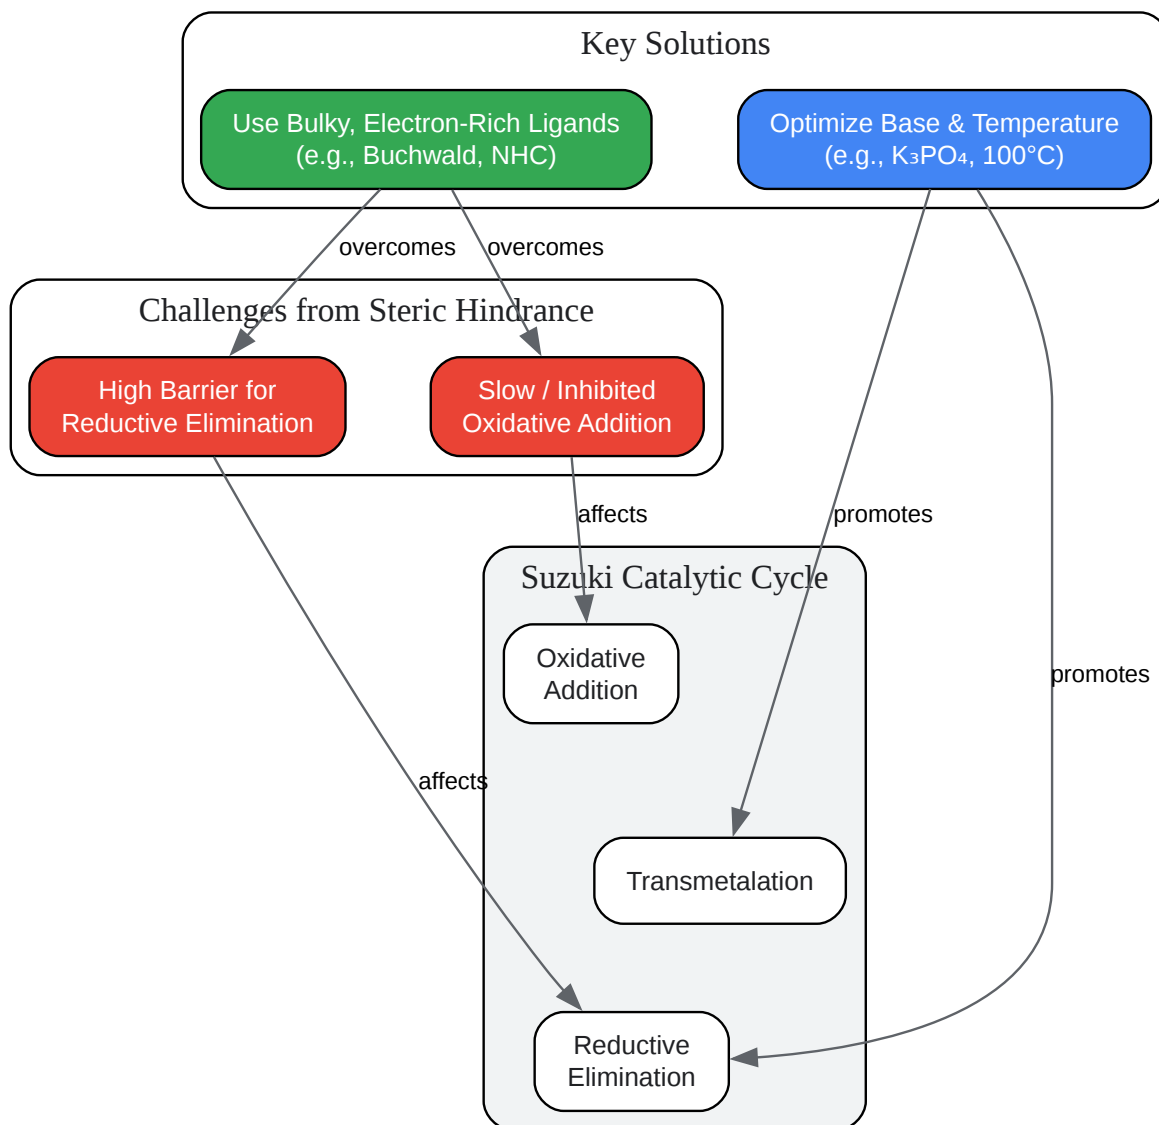 Key Solutions
Use Bulky, Electron-Rich Ligands
(e.g., Buchwald, NHC)
Optimize Base & Temperature
(e.g., K₃PO₄, 100°C)
overcomes
overcomes
Challenges from Steric Hindrance
High Barrier for
Reductive Elimination
Slow / Inhibited
Oxidative Addition
affects
promotes
Suzuki Catalytic Cycle
Oxidative
Addition
promotes
affects
Transmetalation
Reductive
Elimination